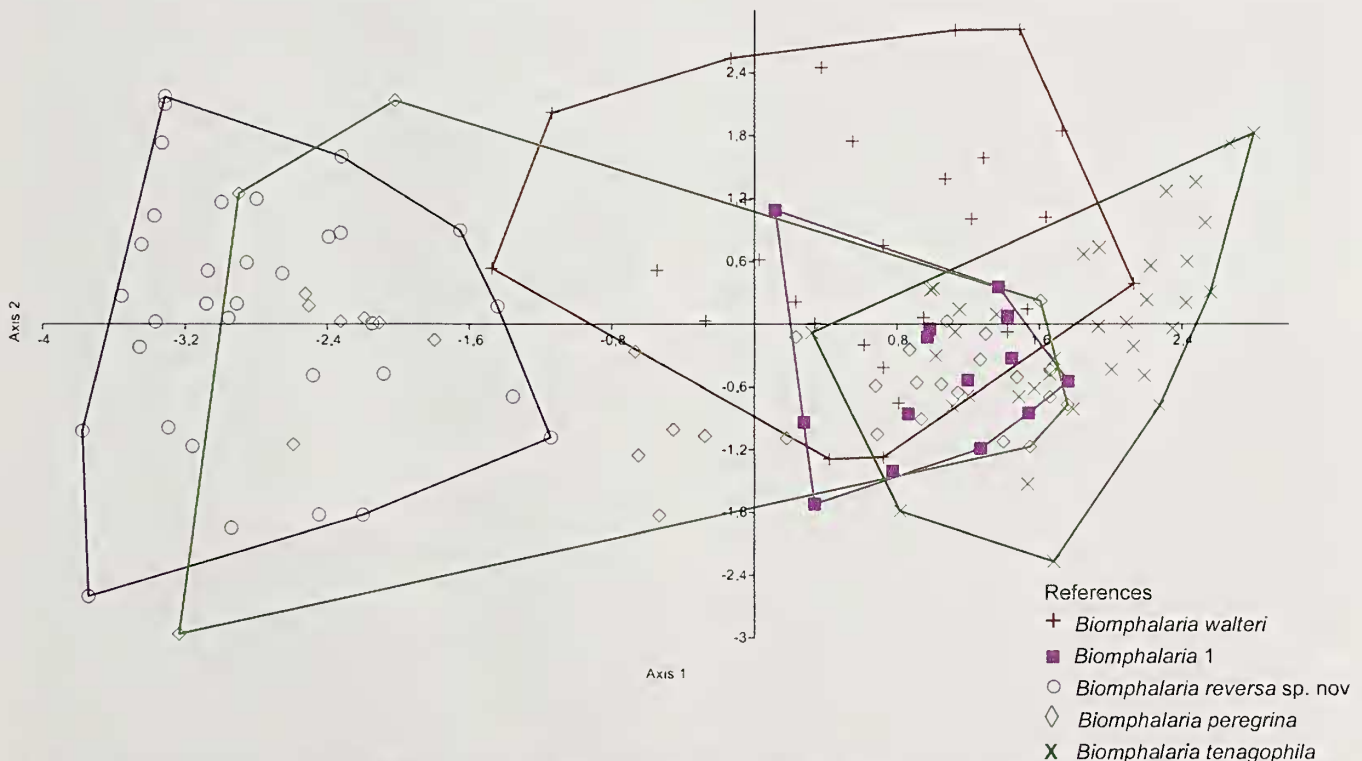 2,4
1,8
1,2
0,6
-4
-3,2
-2,4
-1,6
-0,8
0,8
1,6
2,4
-0,6
-1,2
-1,8
-2,4
-3
Axis 2
Axis 1
References
+ Biomphalaria walteri
■ Biomphalaria 1
○ Biomphalaria reversa sp. nov
◇ Biomphalaria peregrina
X Biomphalaria tenagophila